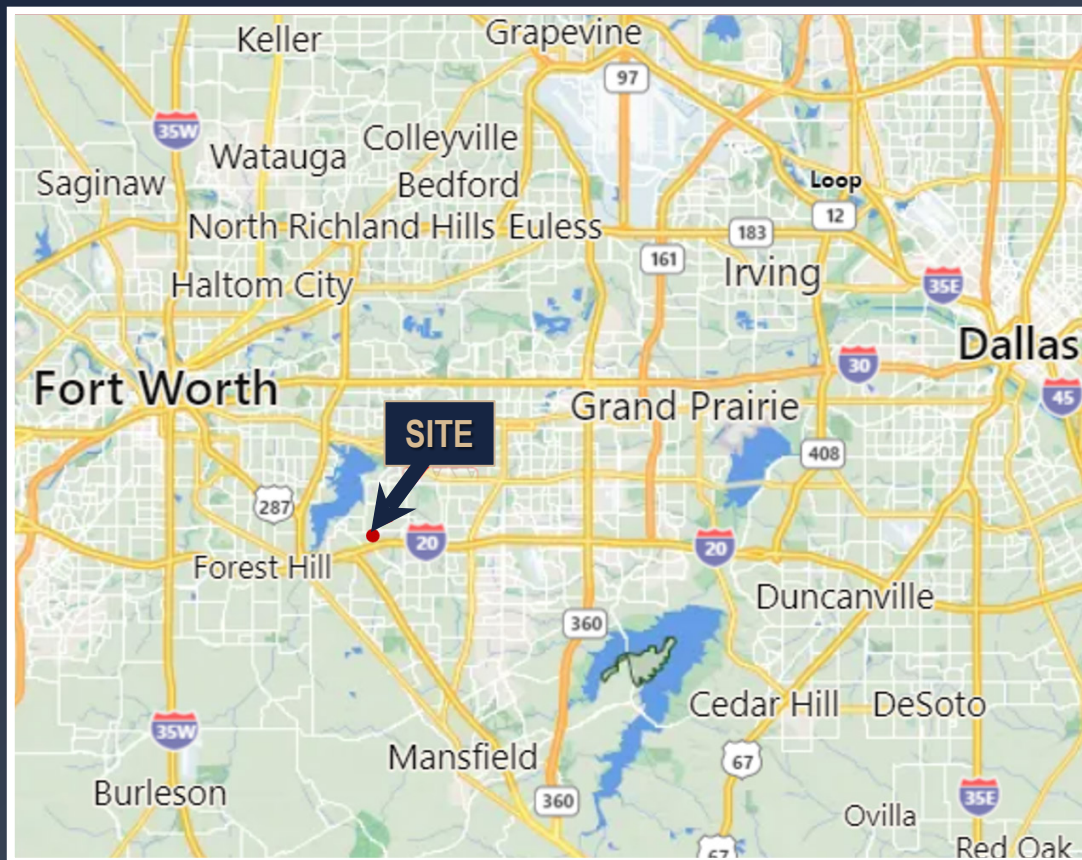 Keller
Grapevine
97
35W
Colleyville
Watauga
Saginaw
Bedford
Loop
12
North Richland Hills
Euless
183
161
Irving
Haltom City
35E
Dallas
30
Fort Worth
45
Grand Prairie
SITE
408
287
20
20
Forest Hill
Duncanville
360
Cedar Hill
DeSoto
35W
Mansfield
67
Burleson
360
35E
Ovilla
67
Red Oak